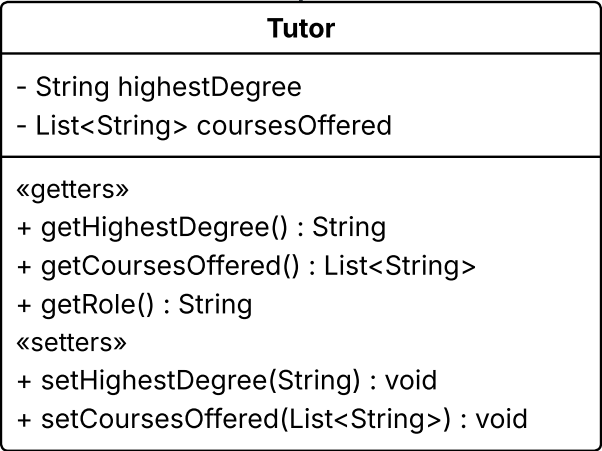 Tutor
- String highestDegree
- List<String> coursesOffered
«getters»
+ getHighestDegree() : String
+ getCoursesOffered() : List<String>
+ getRole() : String
«setters»
+ setHighestDegree(String) : void
+ setCoursesOffered(List<String>) : void